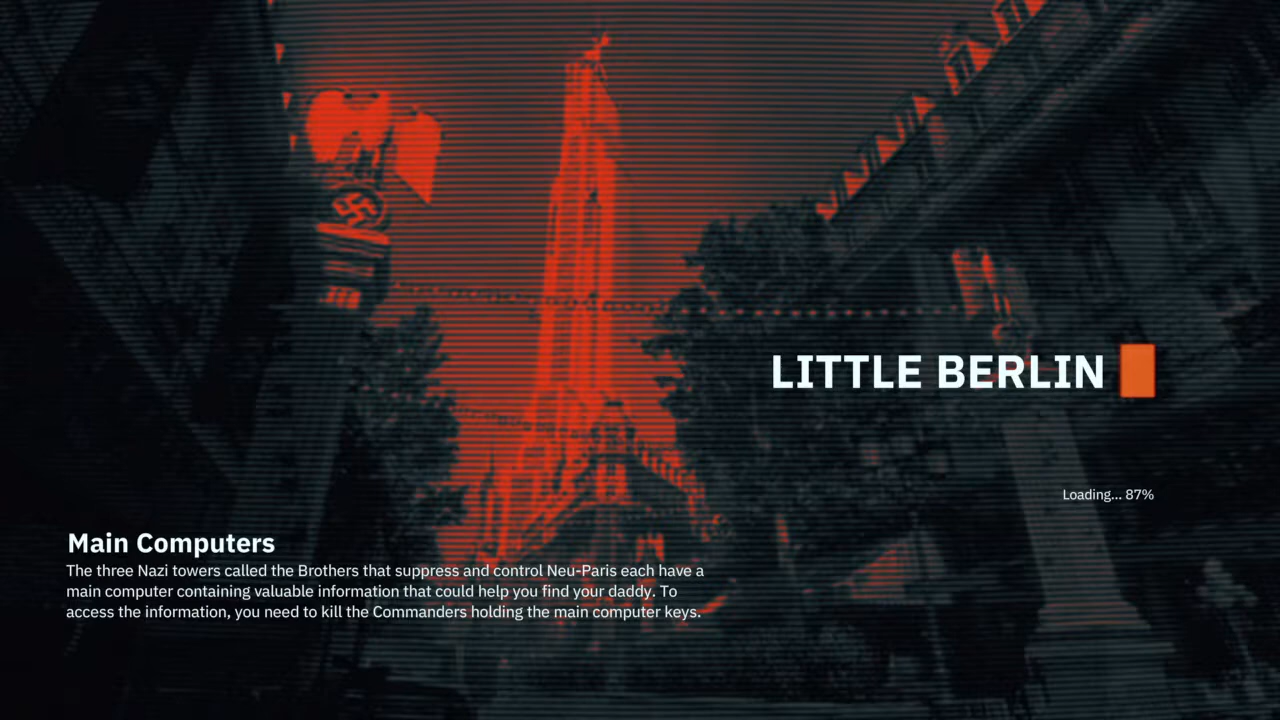 LITTLE BERLIN
Loading... 87%
Main Computers
The three Nazi towers called the Brothers that suppress and control Neu-Paris each have a
main computer containing valuable information that could help you find your daddy. To
access the information, you need to kill the Commanders holding the main computer keys.